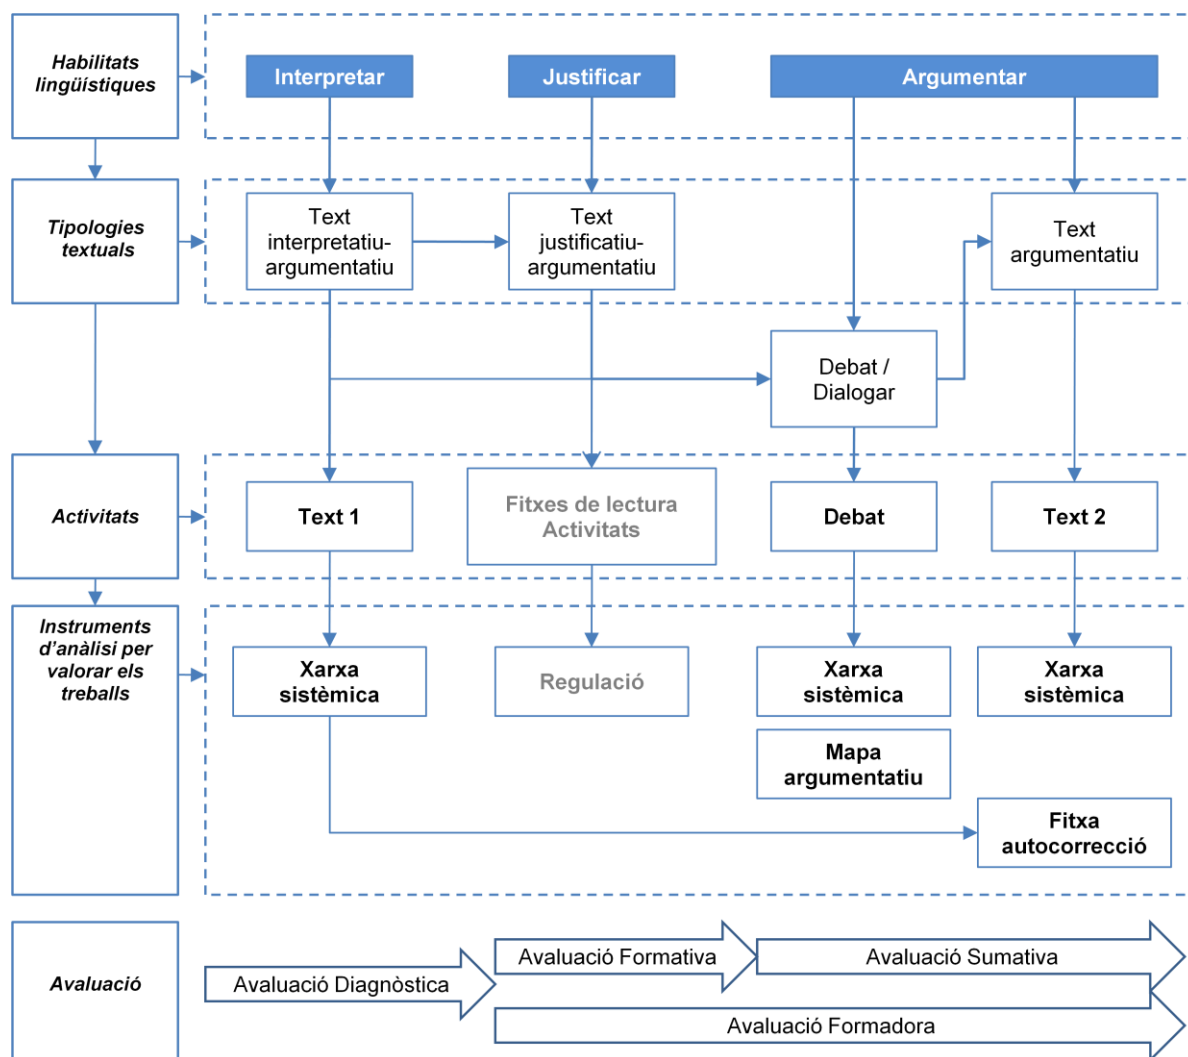 Habilitats
lingüístiques
Interpretar
Justificar
Argumentar
Tipologies
textuals
Text
interpretatiu-
argumentatiu
Text
justificatiu-
argumentatiu
Text
argumentatiu
Debat /
Dialogar
Activitats
Text 1
Fitxes de lectura
Activitats
Debat
Text 2
Instruments
d'anàlisi per
valorar els
treballs
Xarxa
sistèmica
Regulació
Xarxa
sistèmica
Xarxa
sistèmica
Mapa
argumentatiu
Fitxa
autocorrecció
Avaluació
Avaluació Diagnòstica
Avaluació Formativa
Avaluació Sumativa
Avaluació Formadora